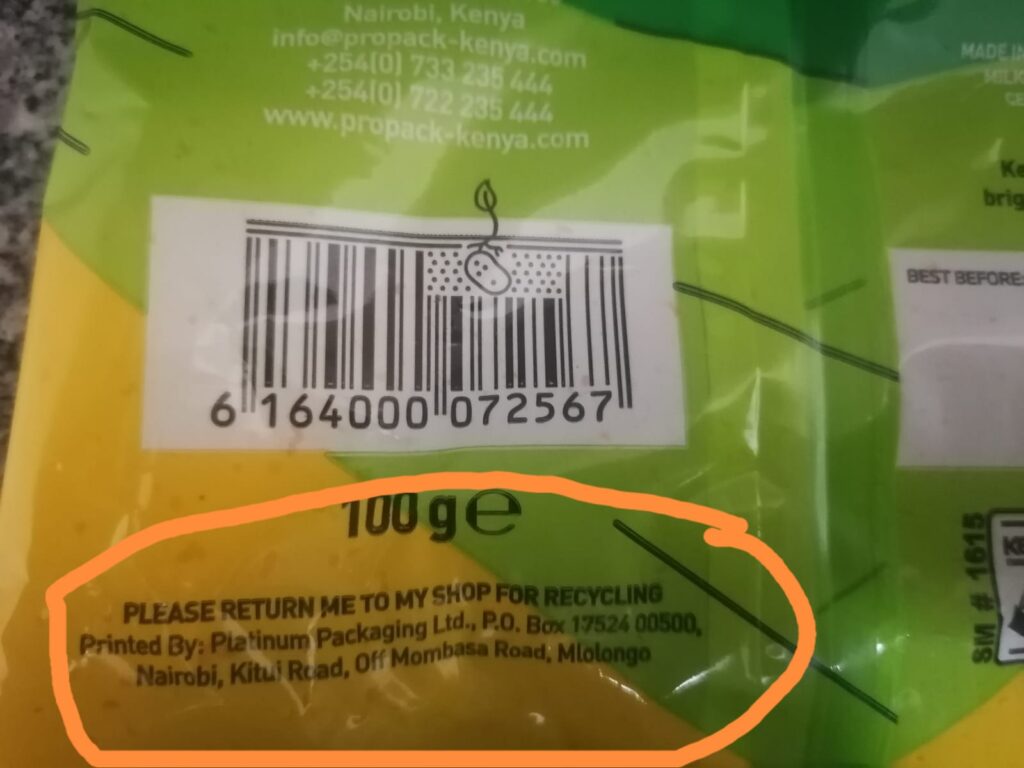 Nairobi, Kenya
info@propack-kenya.com
+254(0) 733 235 444
+254(0) 722 235 444
www.propack-kenya.com
6 164000 072567
100 g e
PLEASE RETURN ME TO MY SHOP FOR RECYCLING
Printed By: Platinum Packaging Ltd., P.O. Box 17524 00500,
Nairobi, Kitui Road, Off Mombasa Road, Mlolongo
MADE IN
BEST BEFORE:
SM # 1615